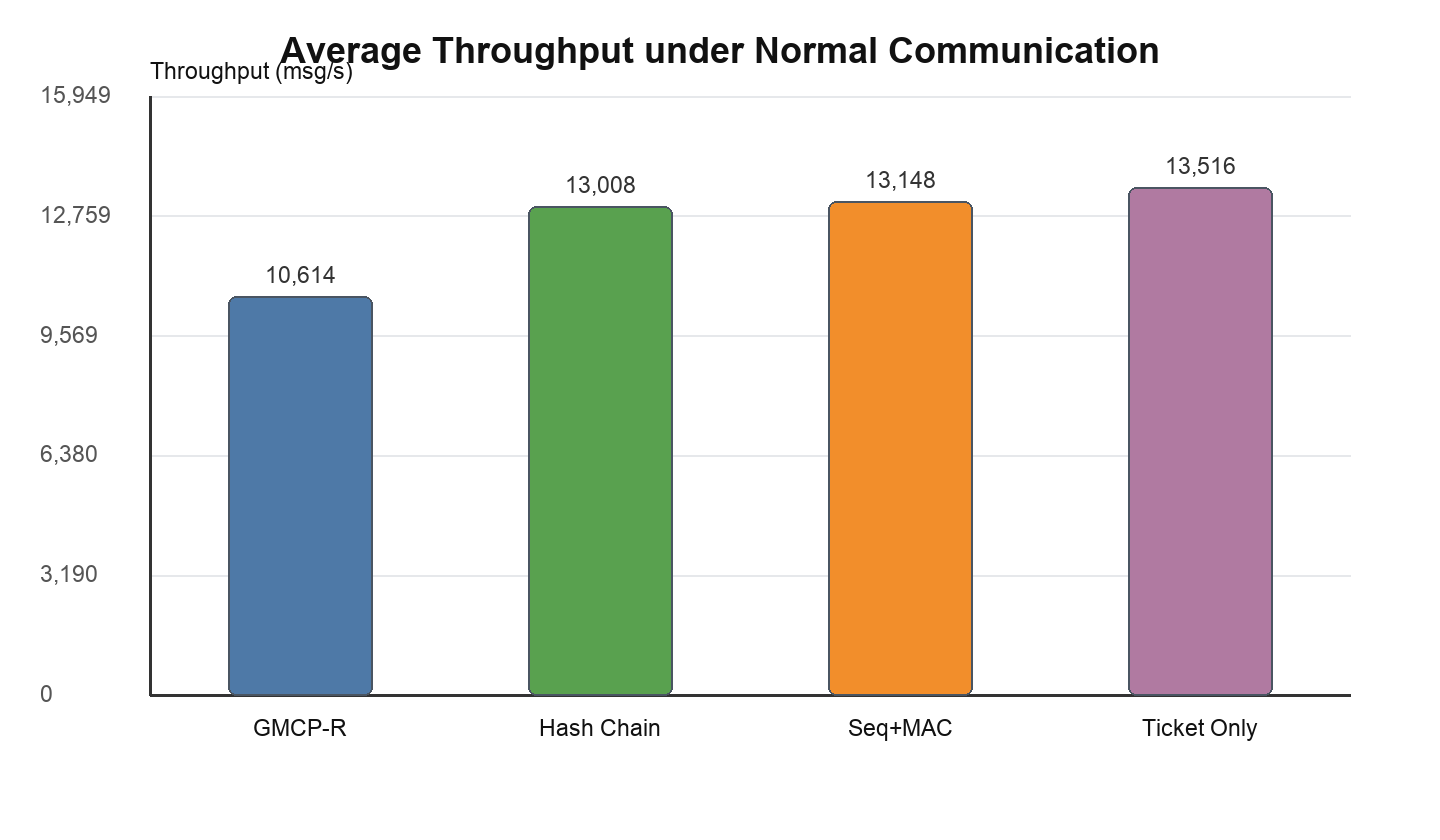 Average Throughput under Normal Communication
Throughput (msg/s)
15,949
12,759
9,569
6,380
3,190
0
10,614
13,008
13,148
13,516
GMCP-R
Hash Chain
Seq+MAC
Ticket Only